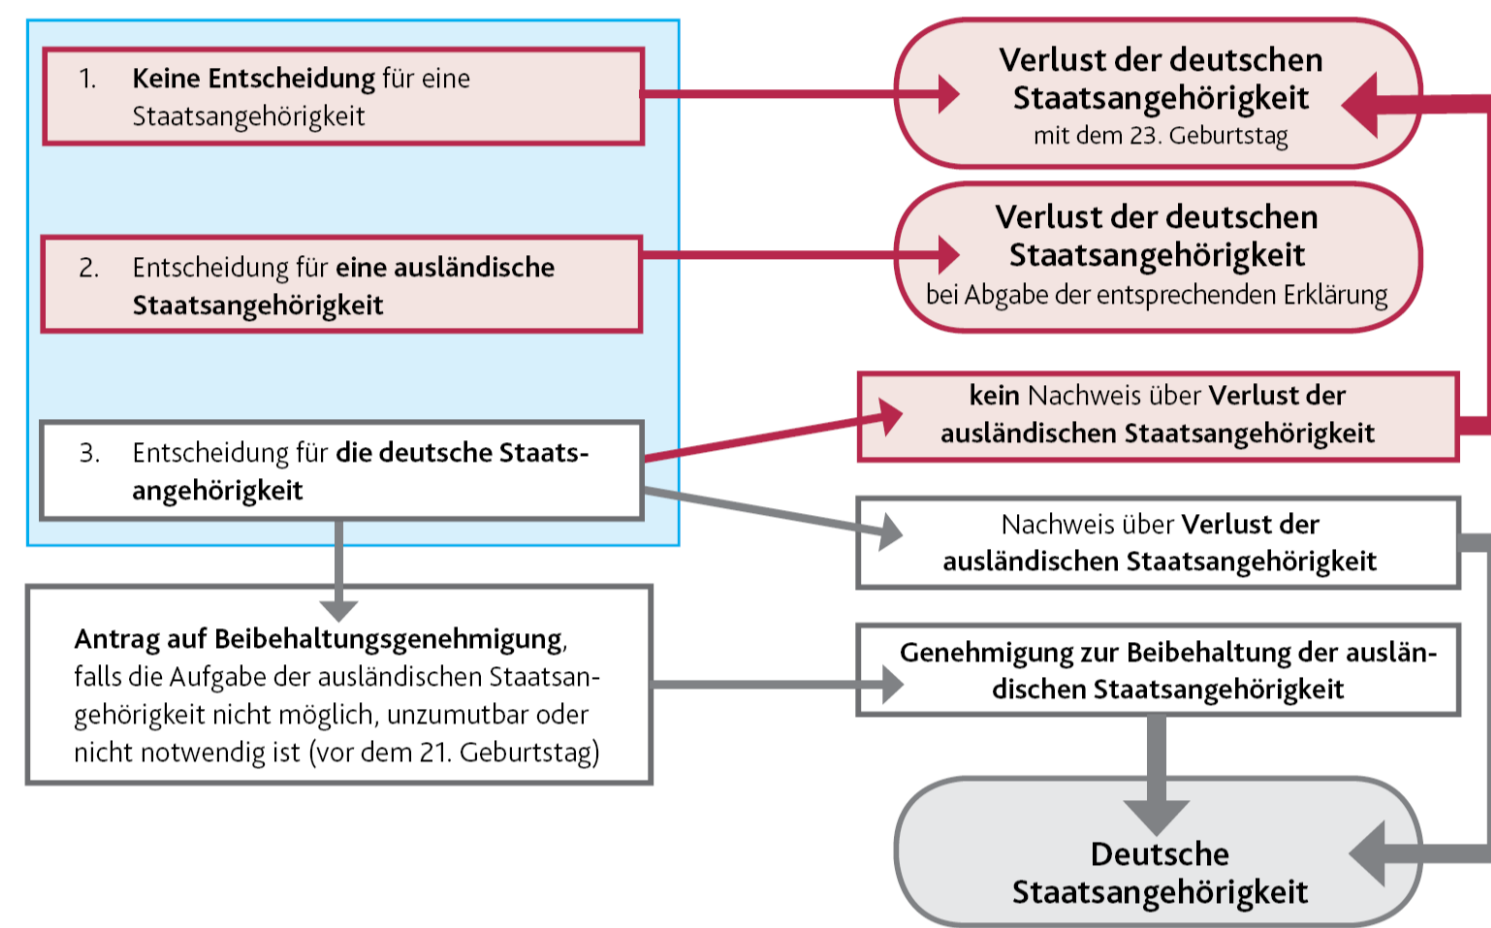 1. Keine Entscheidung für eine
Staatsangehörigkeit
Verlust der deutschen
Staatsangehörigkeit
mit dem 23. Geburtstag
2. Entscheidung für eine ausländische
Staatsangehörigkeit
Verlust der deutschen
Staatsangehörigkeit
bei Abgabe der entsprechenden Erklärung
3. Entscheidung für die deutsche Staats-
angehörigkeit
kein Nachweis über Verlust der
ausländischen Staatsangehörigkeit
Nachweis über Verlust der
ausländischen Staatsangehörigkeit
Antrag auf Beibehaltungsgenehmigung,
falls die Aufgabe der ausländischen Staatsan-
gehörigkeit nicht möglich, unzumutbar oder
nicht notwendig ist (vor dem 21. Geburtstag)
Genehmigung zur Beibehaltung der auslän-
dischen Staatsangehörigkeit
Deutsche
Staatsangehörigkeit